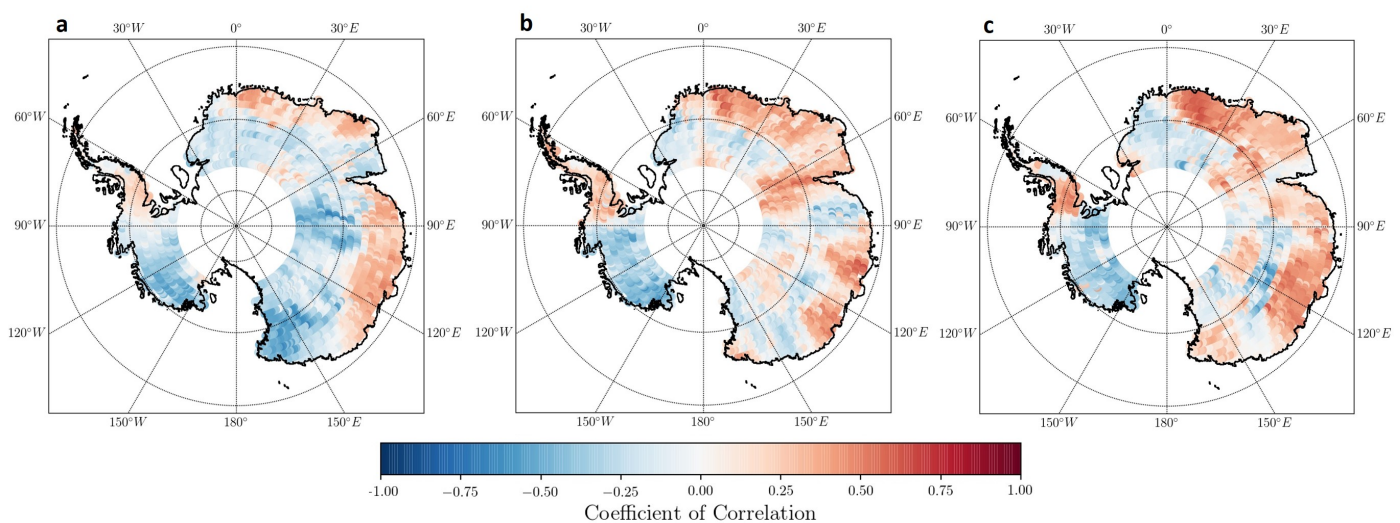 a b c
30°W 0° 30°E 30°W 0° 30°E 30°W 0° 30°E
60°W 60°E 60°W 60°E 60°W 60°E
90°W 90°E 90°W 90°E 90°W 90°E
120°W 120°E 120°W 120°E 120°W 120°E
150°W 180° 150°E 150°W 180° 150°E 150°W 180° 150°E
-1.00 −0.75 −0.50 −0.25 0.00 0.25 0.50 0.75 1.00
Coefficient of Correlation